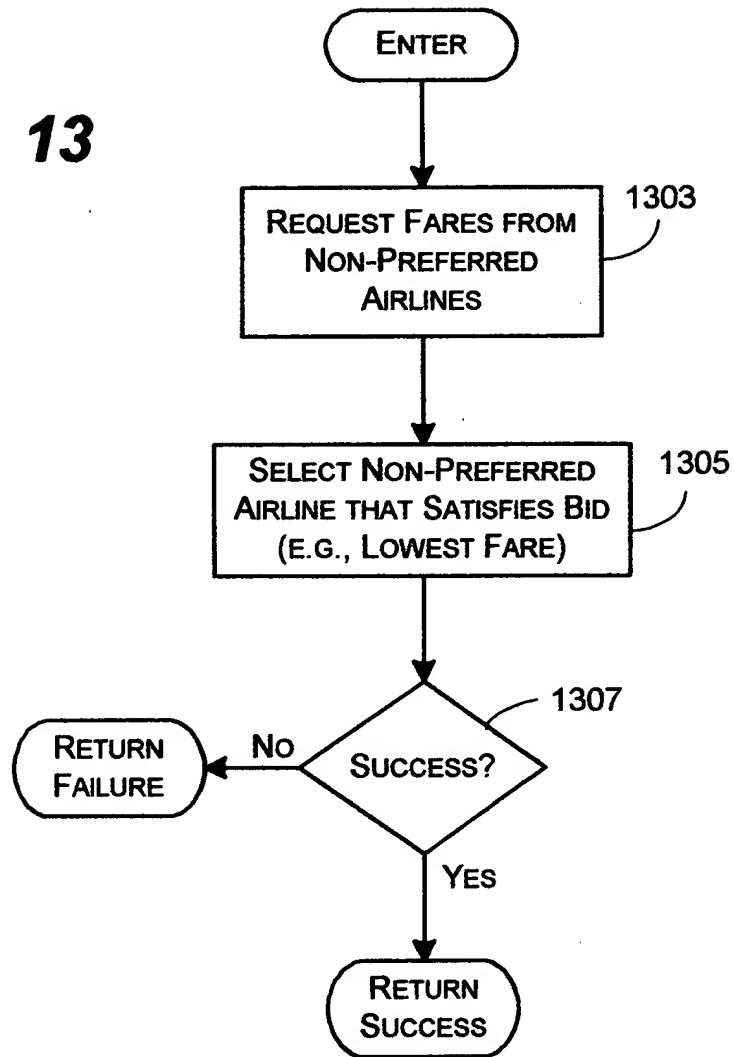 ENTER
13
1303
REQUEST FARES FROM
NON-PREFERRED
AIRLINES
1305
SELECT NON-PREFERRED
AIRLINE THAT SATISFIES BID
(E.G., LOWEST FARE)
1307
SUCCESS?
NO
RETURN
FAILURE
YES
RETURN
SUCCESS